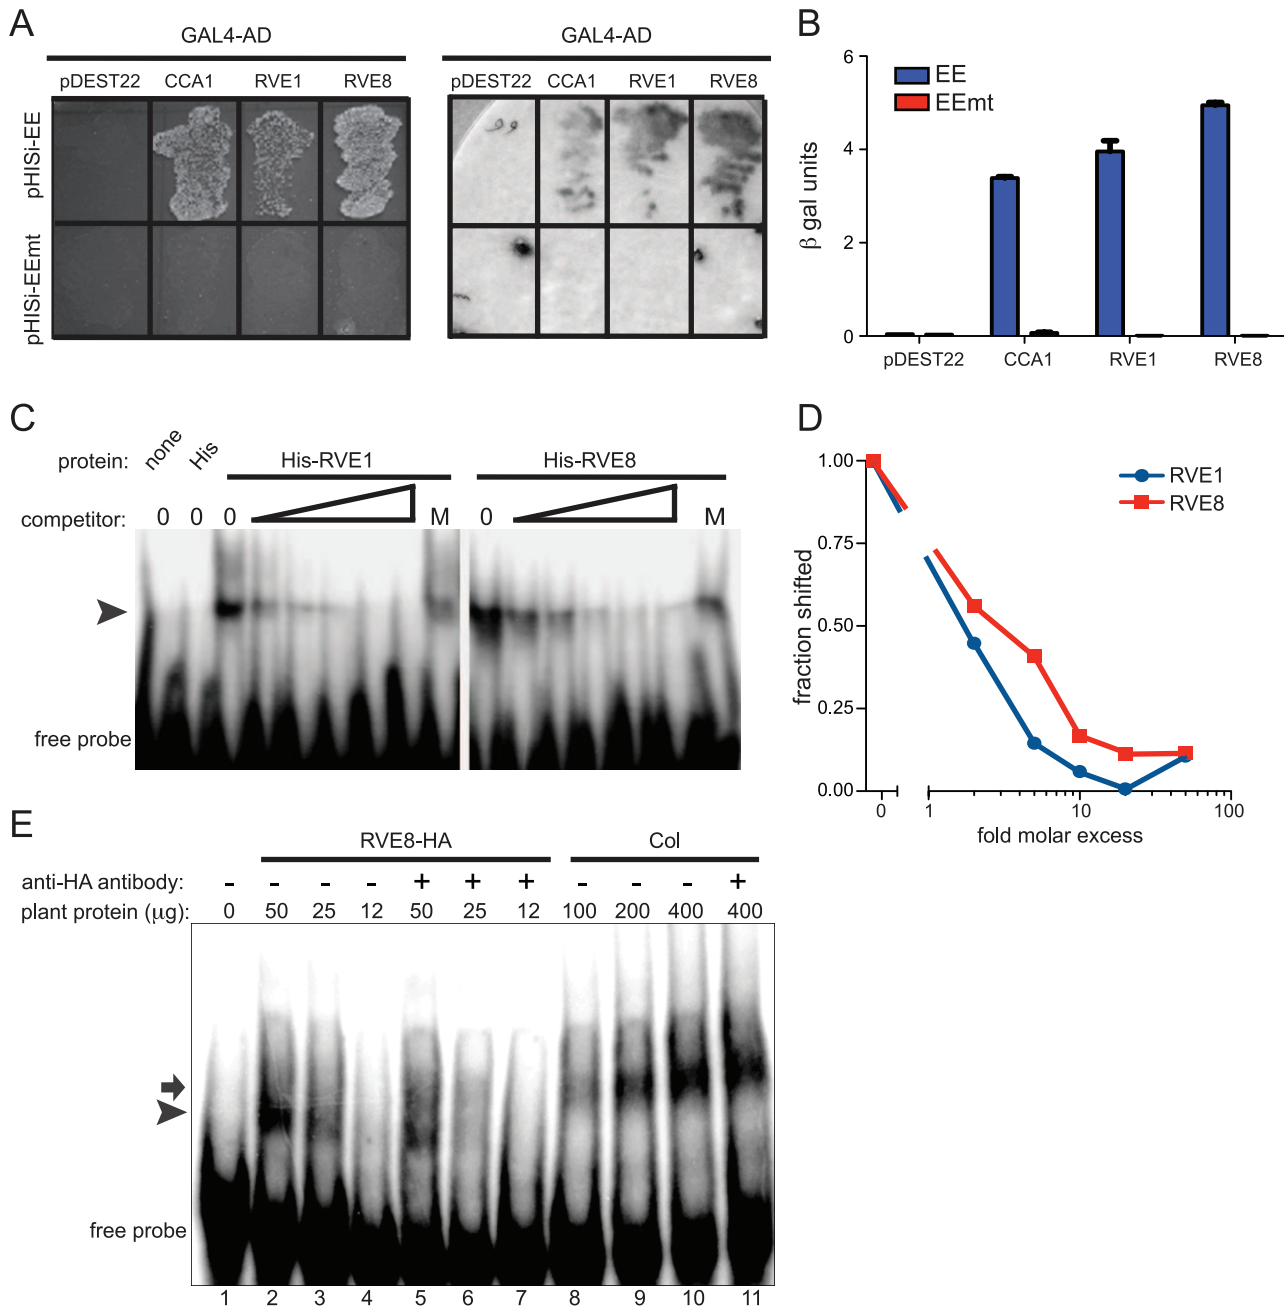 A
GAL4-AD
GAL4-AD
pDEST22 CCA1 RVE1 RVE8
pDEST22 CCA1 RVE1 RVE8
pHISi-EE
pHISi-EEmt
B
6
4
2
0
β gal units
EE
EEmt
pDEST22 CCA1 RVE1 RVE8
C
protein: none His His-RVE1 His-RVE8
competitor: 0 0 0 M 0 M
free probe
D
1.00
0.75
0.50
0.25
0.00
fraction shifted
RVE1
RVE8
0 1 10 100
fold molar excess
E
RVE8-HA Col
anti-HA antibody: - - - - + + + - - - +
plant protein (μg): 0 50 25 12 50 25 12 100 200 400 400
free probe
1 2 3 4 5 6 7 8 9 10 11